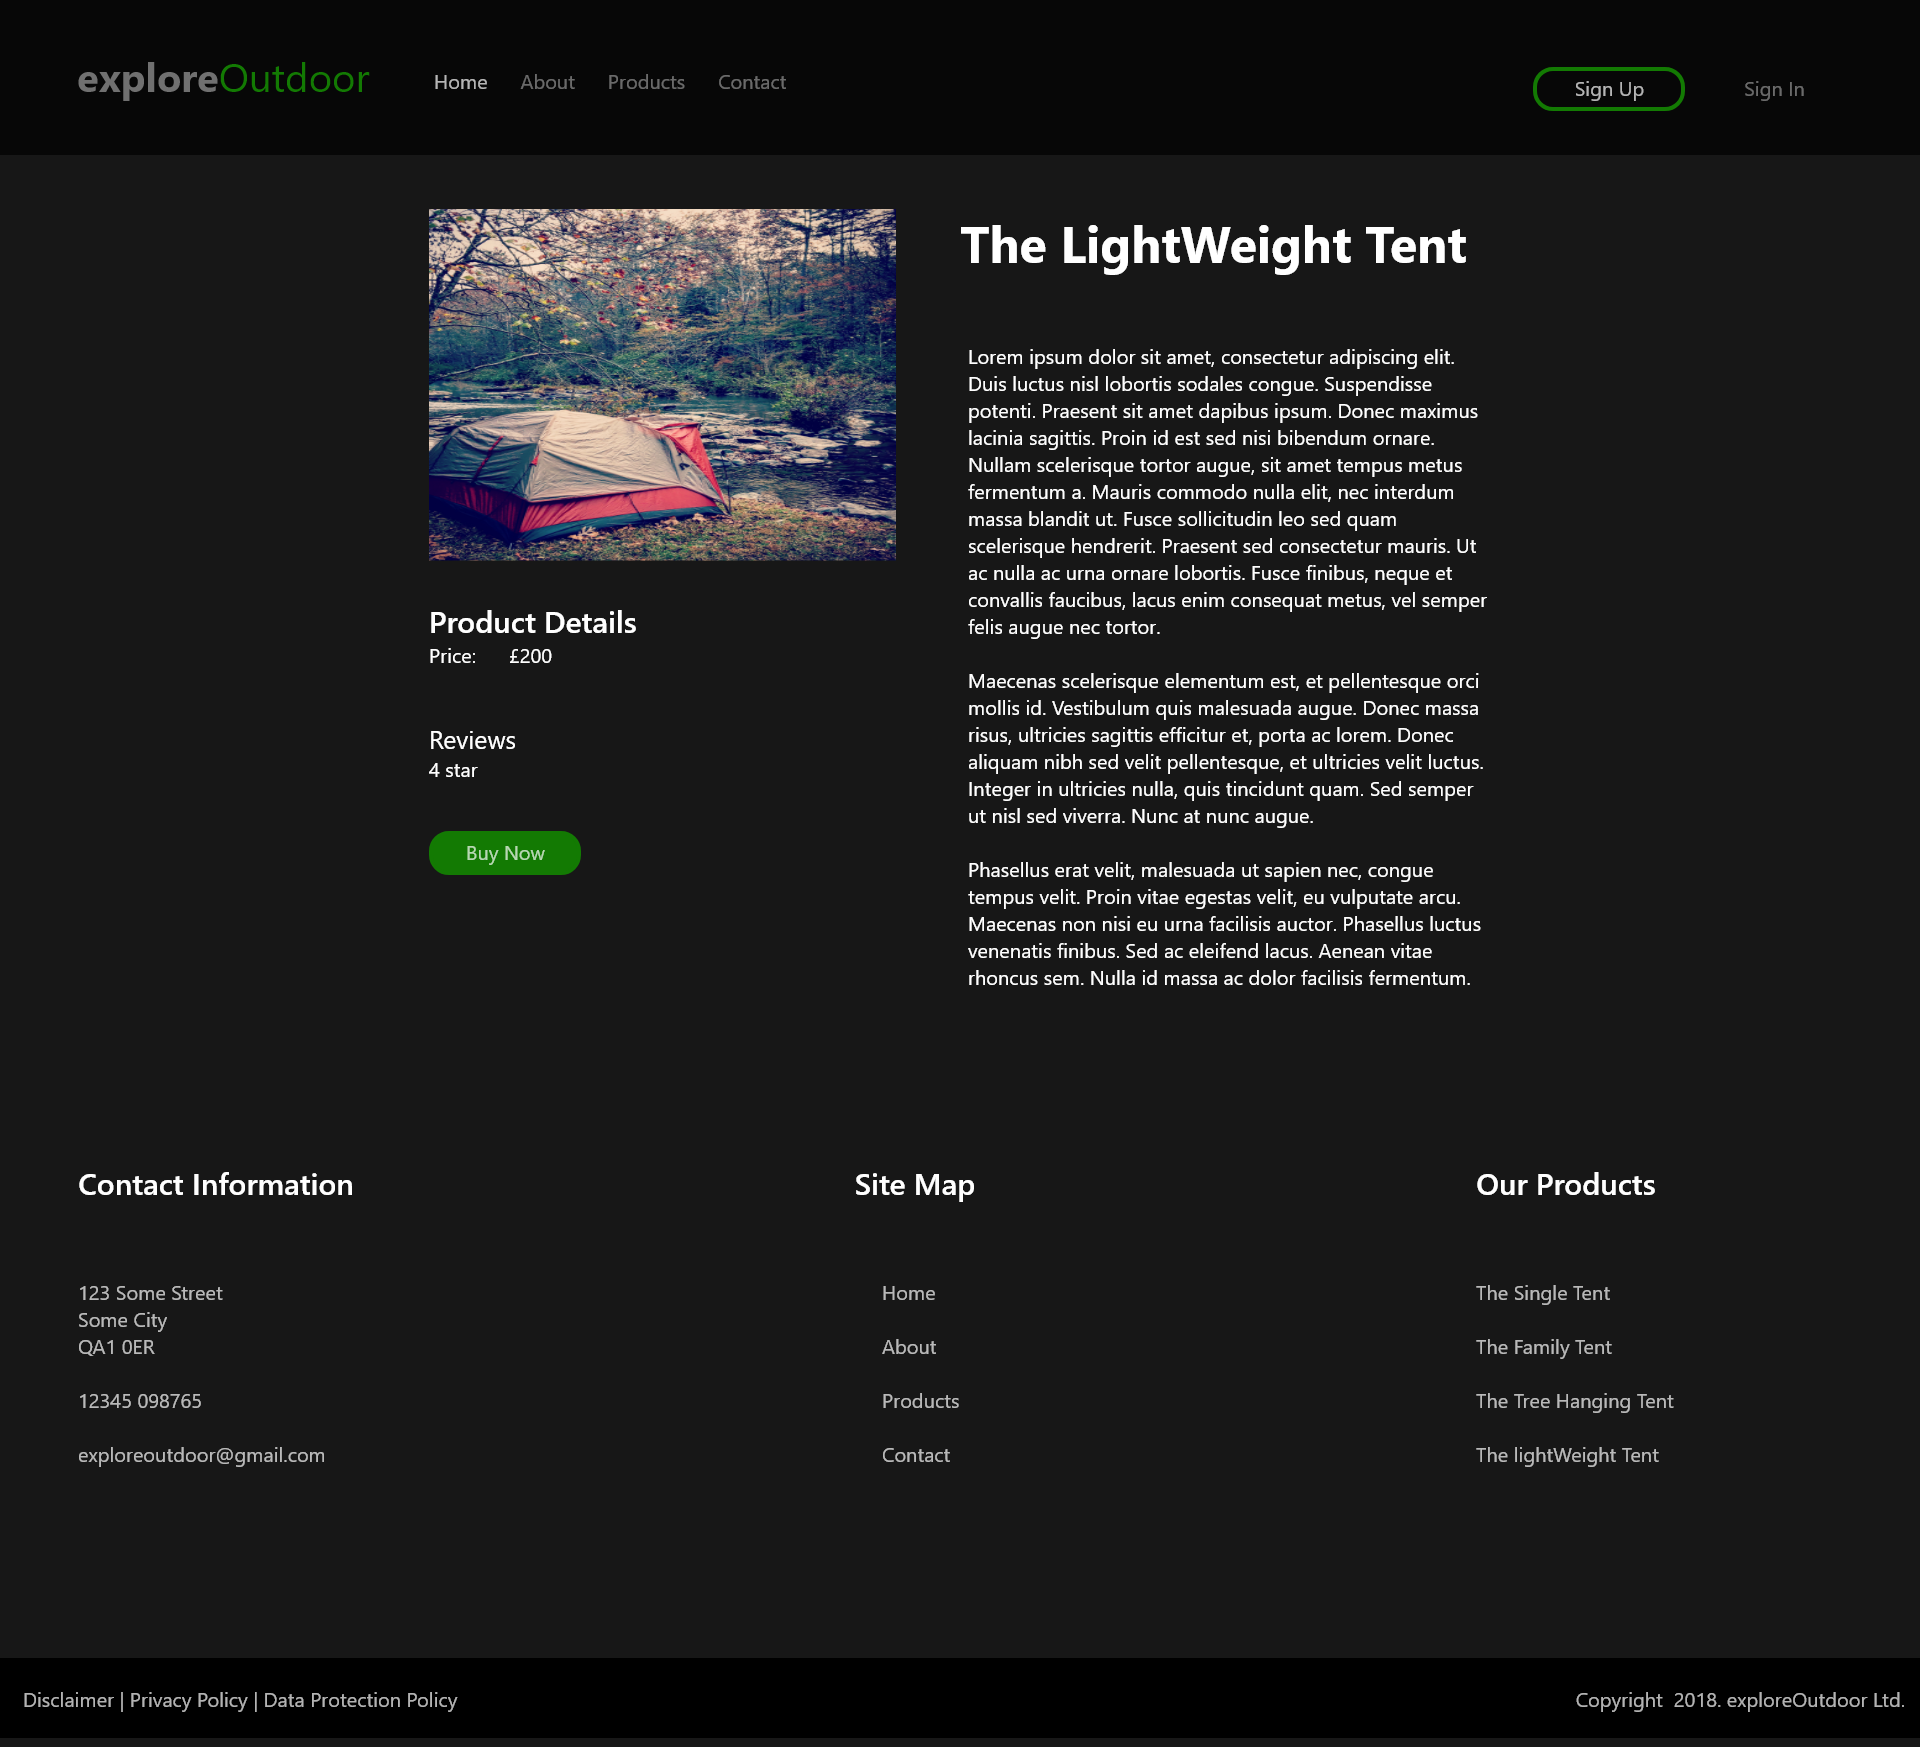 exploreOutdoor
Home About Products Contact
Sign Up
Sign In
The LightWeight Tent
Lorem ipsum dolor sit amet, consectetur adipiscing elit.
Duis luctus nisl lobortis sodales congue. Suspendisse
potenti. Praesent sit amet dapibus ipsum. Donec maximus
lacinia sagittis. Proin id est sed nisi bibendum ornare.
Nullam scelerisque tortor augue, sit amet tempus metus
fermentum a. Mauris commodo nulla elit, nec interdum
massa blandit ut. Fusce sollicitudin leo sed quam
scelerisque hendrerit. Praesent sed consectetur mauris. Ut
ac nulla ac urna ornare lobortis. Fusce finibus, neque et
convallis faucibus, lacus enim consequat metus, vel semper
felis augue nec tortor.
Maecenas scelerisque elementum est, et pellentesque orci
mollis id. Vestibulum quis malesuada augue. Donec massa
risus, ultricies sagittis efficitur et, porta ac lorem. Donec
aliquam nibh sed velit pellentesque, et ultricies velit luctus.
Integer in ultricies nulla, quis tincidunt quam. Sed semper
ut nisl sed viverra. Nunc at nunc augue.
Phasellus erat velit, malesuada ut sapien nec, congue
tempus velit. Proin vitae egestas velit, eu vulputate arcu.
Maecenas non nisi eu urna facilisis auctor. Phasellus luctus
venenatis finibus. Sed ac eleifend lacus. Aenean vitae
rhoncus sem. Nulla id massa ac dolor facilisis fermentum.
Product Details
Price: £200
Reviews
4 star
Buy Now
Contact Information
123 Some Street
Some City
QA1 0ER
12345 098765
exploreoutdoor@gmail.com
Site Map
Home
About
Products
Contact
Our Products
The Single Tent
The Family Tent
The Tree Hanging Tent
The lightWeight Tent
Disclaimer | Privacy Policy | Data Protection Policy
Copyright 2018. exploreOutdoor Ltd.